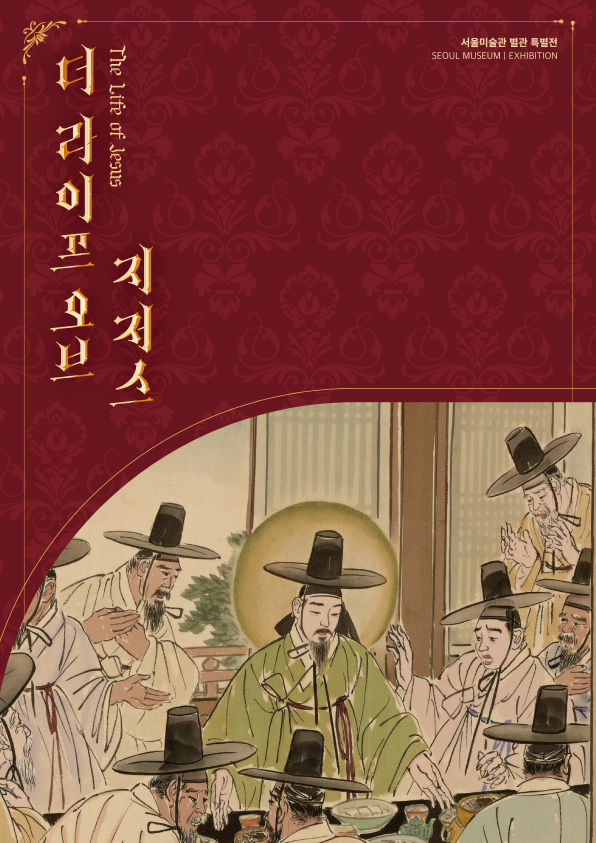 서울미술관 별관 특별전
SEOUL MUSEUM | EXHIBITION
더 라이프 오브
지저스
The Life of Jesus